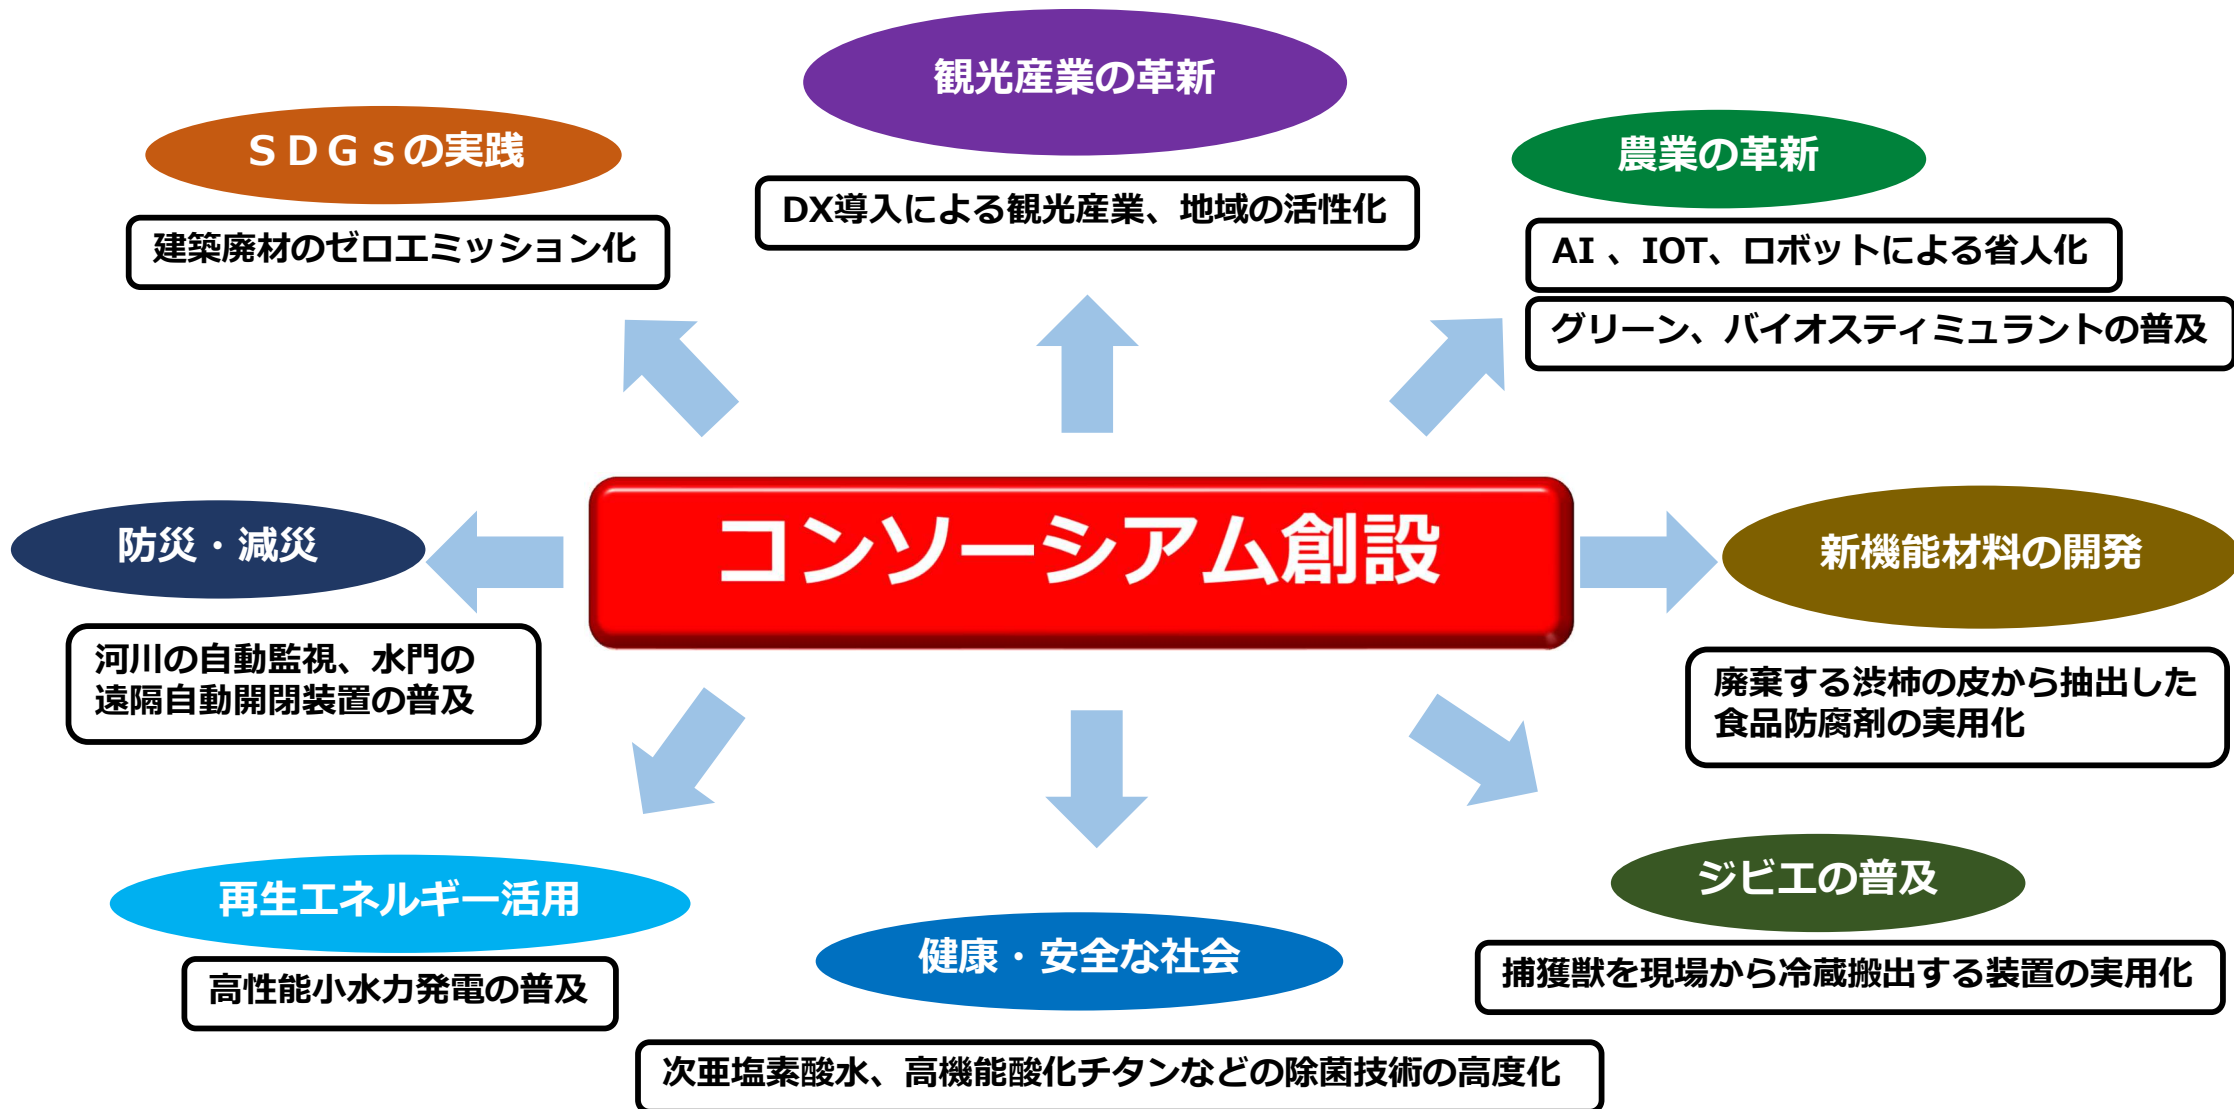 観光産業の革新
DX導入による観光産業、地域の活性化
ＳＤＧｓの実践
建築廃材のゼロエミッション化
農業の革新
AI 、IOT、ロボットによる省人化
グリーン、バイオスティミュラントの普及
コンソーシアム創設
防災・減災
河川の自動監視、水門の
遠隔自動開閉装置の普及
新機能材料の開発
廃棄する渋柿の皮から抽出した
食品防腐剤の実用化
再生エネルギー活用
高性能小水力発電の普及
健康・安全な社会
次亜塩素酸水、高機能酸化チタンなどの除菌技術の高度化
ジビエの普及
捕獲獣を現場から冷蔵搬出する装置の実用化